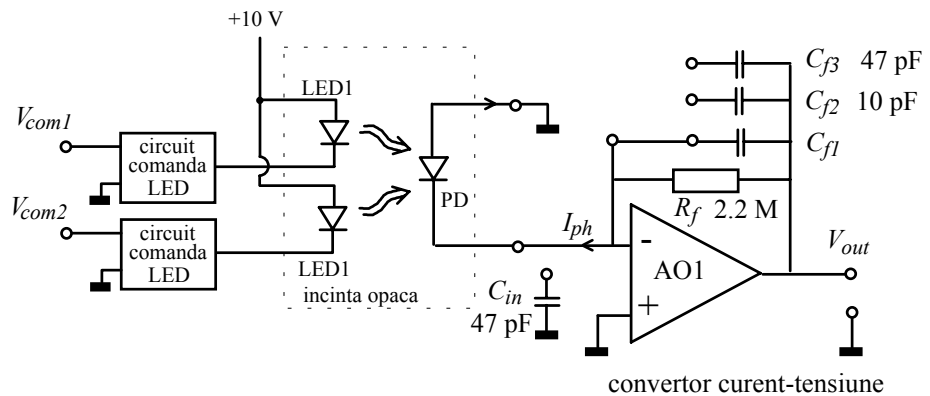 +10 V
LED1
Vcom1
circuit
comanda
LED
Vcom2
circuit
comanda
LED
LED1
incinta opaca
PD
Iph
Cin
47 pF
Cf3 47 pF
Cf2 10 pF
Cf1
Rf 2.2 M
-
AO1
+
Vout
convertor curent-tensiune